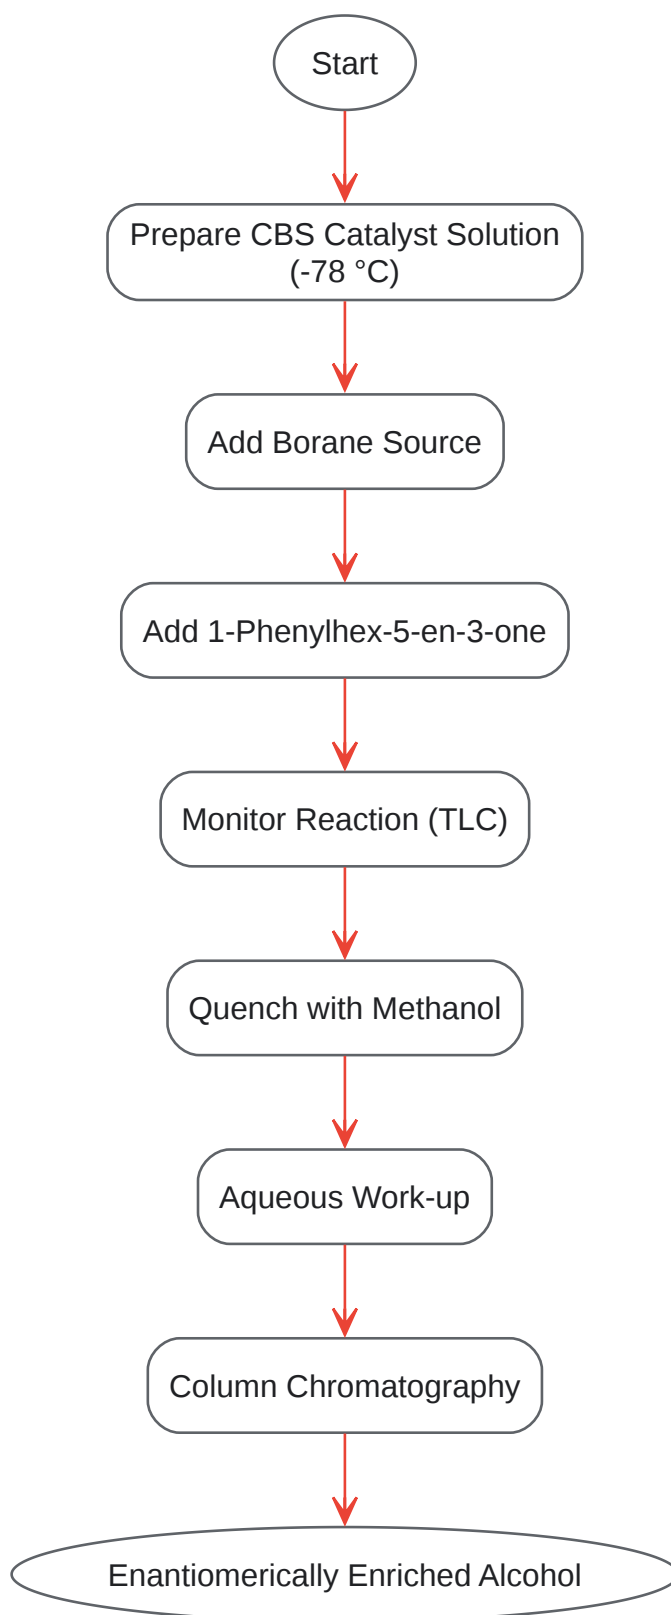 Start
Prepare CBS Catalyst Solution
(-78 °C)
Add Borane Source
Add 1-Phenylhex-5-en-3-one
Monitor Reaction (TLC)
Quench with Methanol
Aqueous Work-up
Column Chromatography
Enantiomerically Enriched Alcohol